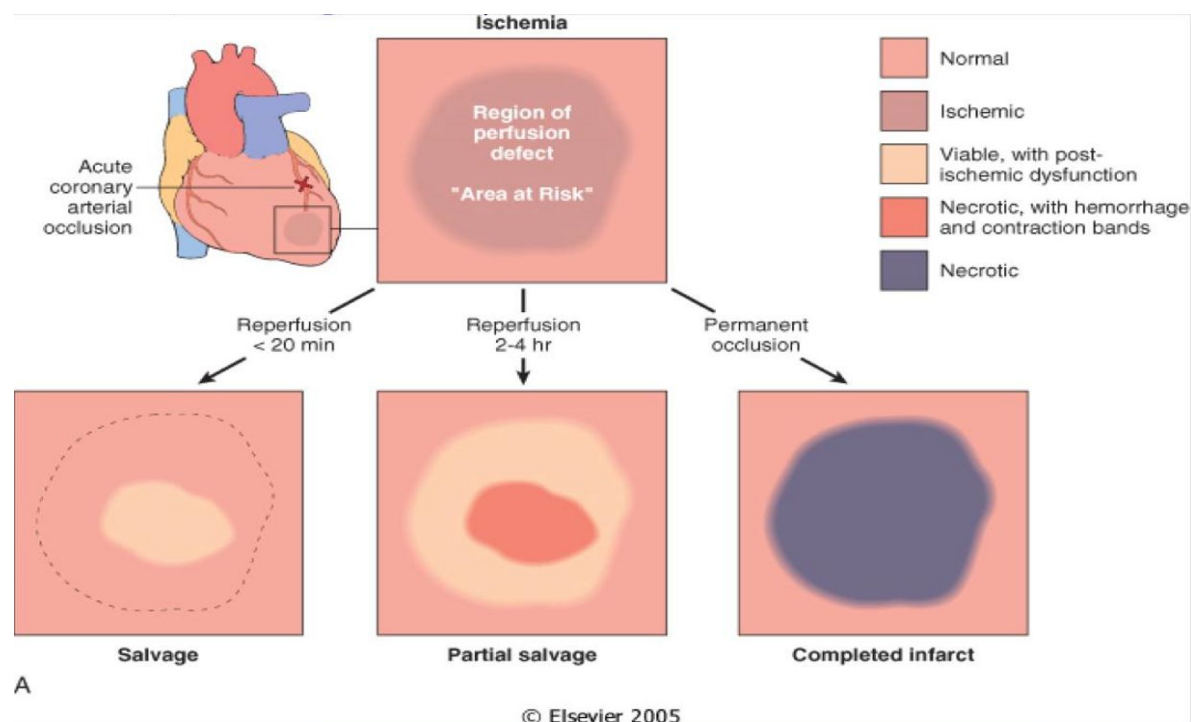 Ischemia
Region of
perfusion
defect
"Area at Risk"
Acute
coronary
arterial
occlusion
Normal
Ischemic
Viable, with post-
ischemic dysfunction
Necrotic, with hemorrhage
and contraction bands
Necrotic
Reperfusion
< 20 min
Reperfusion
2-4 hr
Permanent
occlusion
Salvage
Partial salvage
Completed infarct
A
© Elsevier 2005